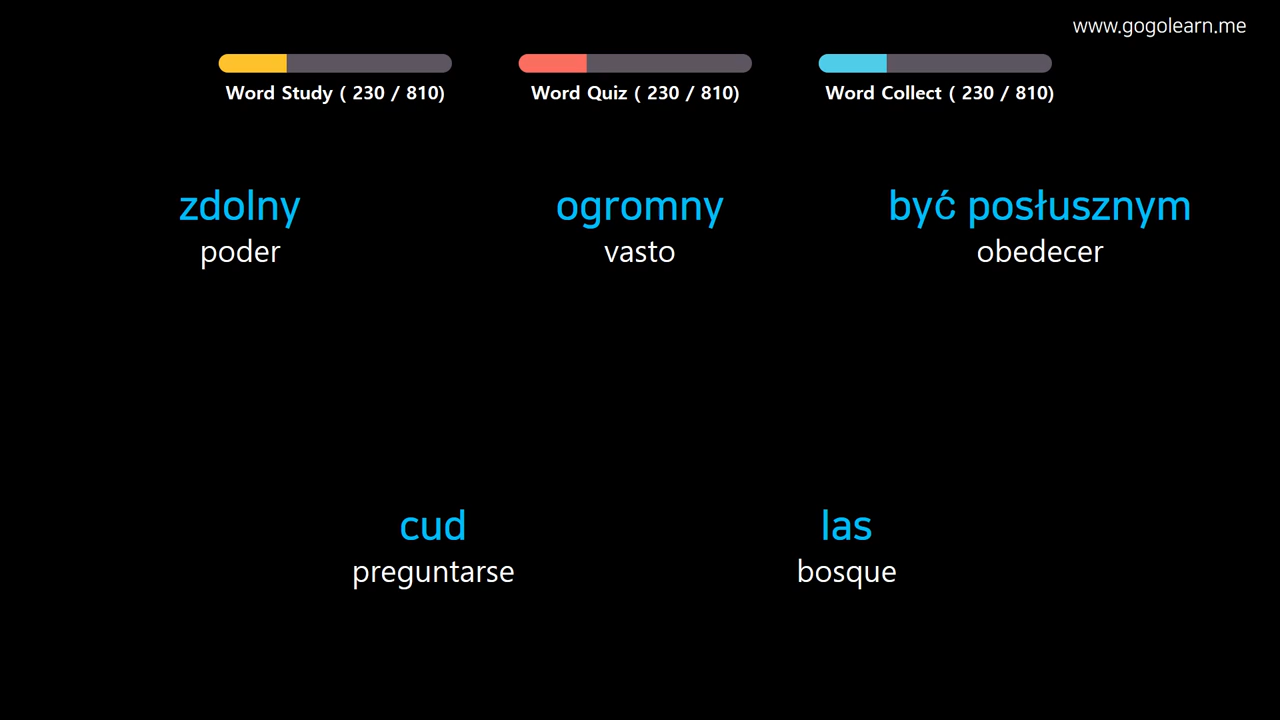 www.gogolearn.me
Word Study ( 230 / 810)
Word Quiz ( 230 / 810)
Word Collect ( 230 / 810)
zdolny
poder
ogromny
vasto
być posłusznym
obedecer
cud
preguntarse
las
bosque